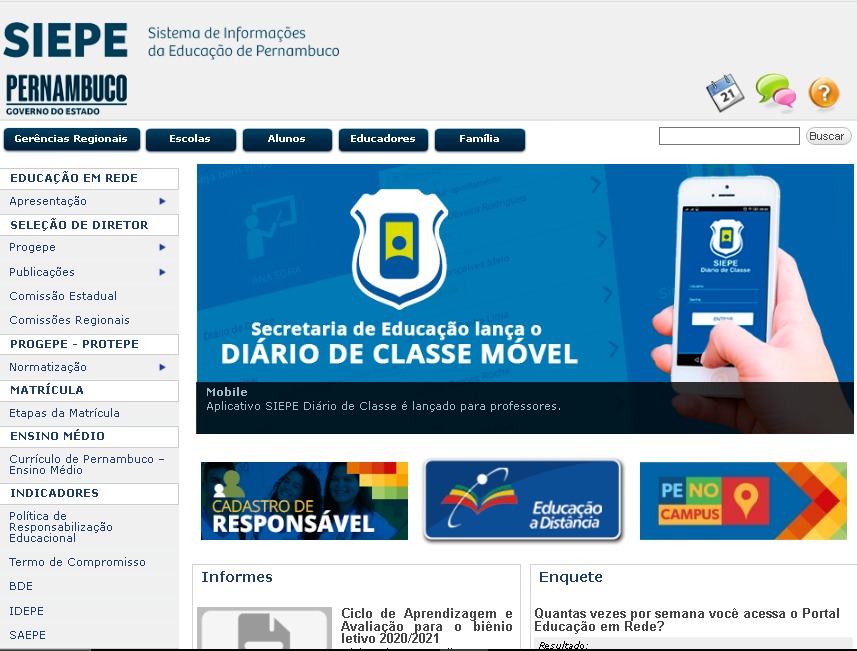 SIEPE
Sistema de Informações
da Educação de Pernambuco
PERNAMBUCO
GOVERNO DO ESTADO
21
?
Gerências Regionais
Escolas
Alunos
Educadores
Família
Buscar
EDUCAÇÃO EM REDE
Apresentação
SELEÇÃO DE DIRETOR
Progepe
Publicações
Comissão Estadual
Comissões Regionais
PROGEPE - PROTEPE
Normatização
MATRÍCULA
Etapas da Matrícula
ENSINO MÉDIO
Currículo de Pernambuco –
Ensino Médio
INDICADORES
Política de
Responsabilização
Educacional
Termo de Compromisso
BDE
IDEPE
SAEPE
Secretaria de Educação lança o
DIÁRIO DE CLASSE MÓVEL
SIEPE
Diário de Classe
Mobile
Aplicativo SIEPE Diário de Classe é lançado para professores.
CADASTRO DE
RESPONSÁVEL
Educação
a Distância
PE NO
CAMPUS
Informes
Ciclo de Aprendizagem e
Avaliação para o biênio
letivo 2020/2021
Enquete
Quantas vezes por semana você acessa o Portal
Educação em Rede?
Resultado: